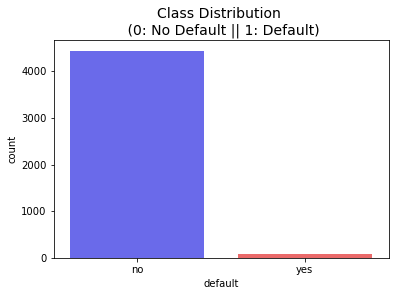 Class Distribution
(0: No Default || 1: Default)
4000
3000
2000
1000
0
count
no
yes
default